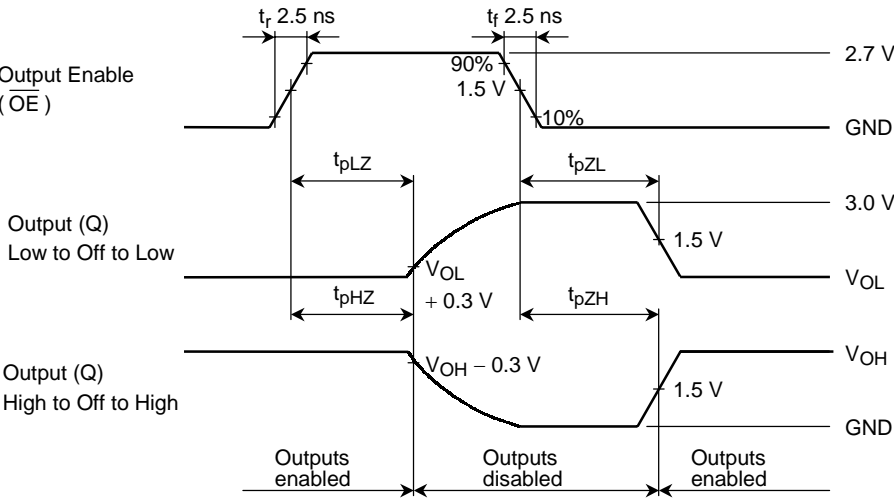 tr 2.5 ns
tf 2.5 ns
Output Enable
(OE)
90%
1.5 V
10%
2.7 V
GND
tpLZ
tpZL
Output (Q)
Low to Off to Low
3.0 V
1.5 V
VOL
+ 0.3 V
VOL
tpHZ
tpZH
Output (Q)
High to Off to High
VOH − 0.3 V
VOH
1.5 V
GND
Outputs
enabled
Outputs
disabled
Outputs
enabled